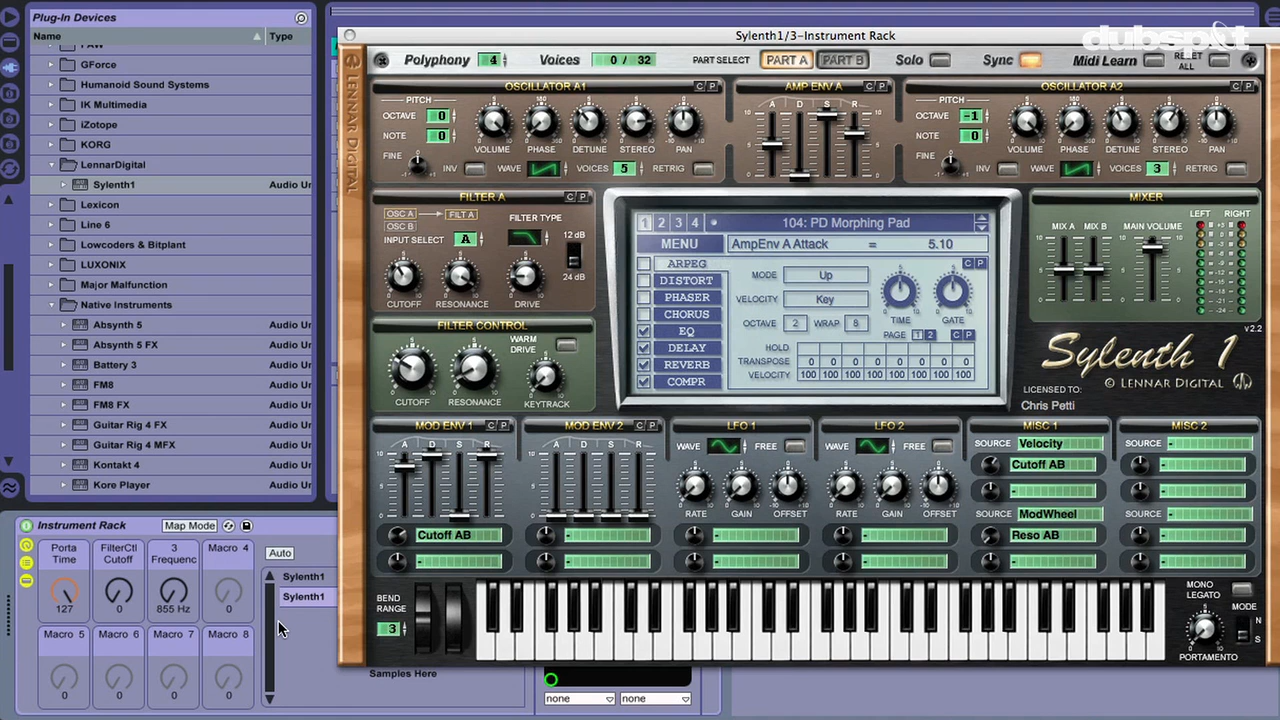 Plug-In Devices
Name
Type
FAW
GForce
Humanoid Sound Systems
IK Multimedia
iZotope
KORG
LennarDigital
Sylenth1 Audio Ur
Lexicon
Line 6
Lowcoders & Bitplant
LUXONIX
Major Malfunction
Native Instruments
Absynth 5 Audio Ur
Absynth 5 FX Audio Ur
Battery 3 Audio Ur
FM8 Audio Ur
FM8 FX Audio Ur
Guitar Rig 4 FX Audio Ur
Guitar Rig 4 MFX Audio Ur
Kontakt 4 Audio Ur
Kore Player Audio Ur
Instrument Rack Map Mode
Porta Time 127
FilterCtl Cutoff 0
3 Frequenc 855 Hz
Macro 4 0
Macro 5 0
Macro 6 0
Macro 7 0
Macro 8 0
Auto
Sylenth1
Sylenth1
Samples Here
none none
Sylenth1/3-Instrument Rack
dubspot
Polyphony 4 Voices 0 / 32 PART SELECT PART A PART B Solo Sync Midi Learn RESET ALL
LENNAR DIGITAL
OSCILLATOR A1 C P
PITCH
OCTAVE 0
NOTE 0
FINE
VOLUME PHASE DETUNE STEREO PAN
INV WAVE VOICES 5 RETRIG
AMP ENV A C P
A D S R
OSCILLATOR A2 C P
PITCH
OCTAVE -1
NOTE 0
FINE
VOLUME PHASE DETUNE STEREO PAN
INV WAVE VOICES 3 RETRIG
FILTER A C P
OSC A FILT A
OSC B
INPUT SELECT A
FILTER TYPE
12 dB
24 dB
CUTOFF RESONANCE DRIVE
FILTER CONTROL
WARM DRIVE
CUTOFF RESONANCE KEYTRACK
1 2 3 4 104: PD Morphing Pad
MENU AmpEnv A Attack = 5.10
ARPEG
DISTORT
PHASER
CHORUS
EQ
DELAY
REVERB
COMPR
C P
MODE Up
VELOCITY Key
OCTAVE 2 WRAP 8
TIME GATE
PAGE 1 2 C P
HOLD
TRANSPOSE 0 0 0 0 0 0 0 0
VELOCITY 100 100 100 100 100 100 100 100
MIXER
MIX A MIX B MAIN VOLUME LEFT RIGHT
v2.2
Sylenth 1
© LENNAR DIGITAL
LICENSED TO:
Chris Petti
MOD ENV 1 C P
A D S R
Cutoff AB
MOD ENV 2 C P
A D S R
LFO 1
WAVE FREE
RATE GAIN OFFSET
LFO 2
WAVE FREE
RATE GAIN OFFSET
MISC 1
SOURCE Velocity
Cutoff AB
SOURCE ModWheel
Reso AB
MISC 2
SOURCE
SOURCE
BEND RANGE
3
MONO LEGATO
MODE
N
S
PORTAMENTO